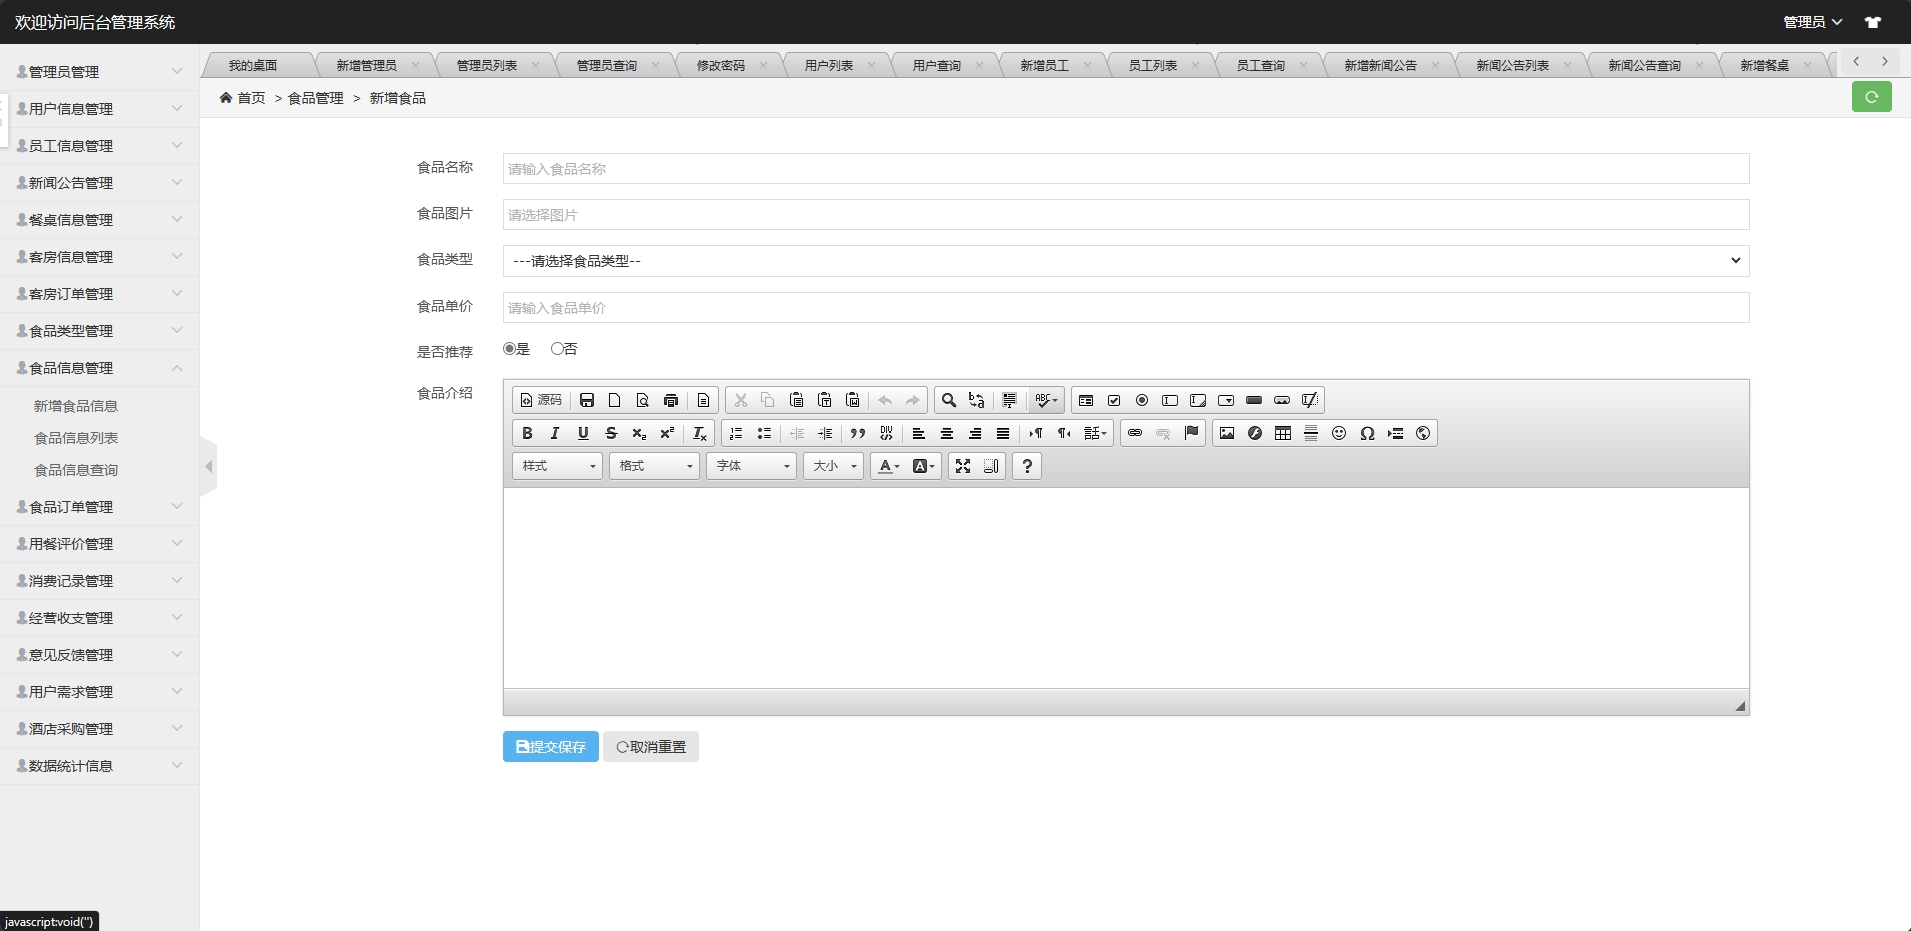 欢迎访问后台管理系统
管理员
我的桌面 新增管理员 管理员列表 管理员查询 修改密码 用户列表 用户查询 新增员工 员工列表 员工查询 新增新闻公告 新闻公告列表 新闻公告查询 新增餐桌
首页 > 食品管理 > 新增食品
管理员管理
用户信息管理
员工信息管理
新闻公告管理
餐桌信息管理
客房信息管理
客房订单管理
食品类型管理
食品信息管理
新增食品信息
食品信息列表
食品信息查询
食品订单管理
用餐评价管理
消费记录管理
经营收支管理
意见反馈管理
用户需求管理
酒店采购管理
数据统计信息
食品名称 请输入食品名称
食品图片 请选择图片
食品类型 ---请选择食品类型--
食品单价 请输入食品单价
是否推荐 是 否
食品介绍
源码
样式 格式 字体 大小
提交保存 取消重置
javascript:void('')